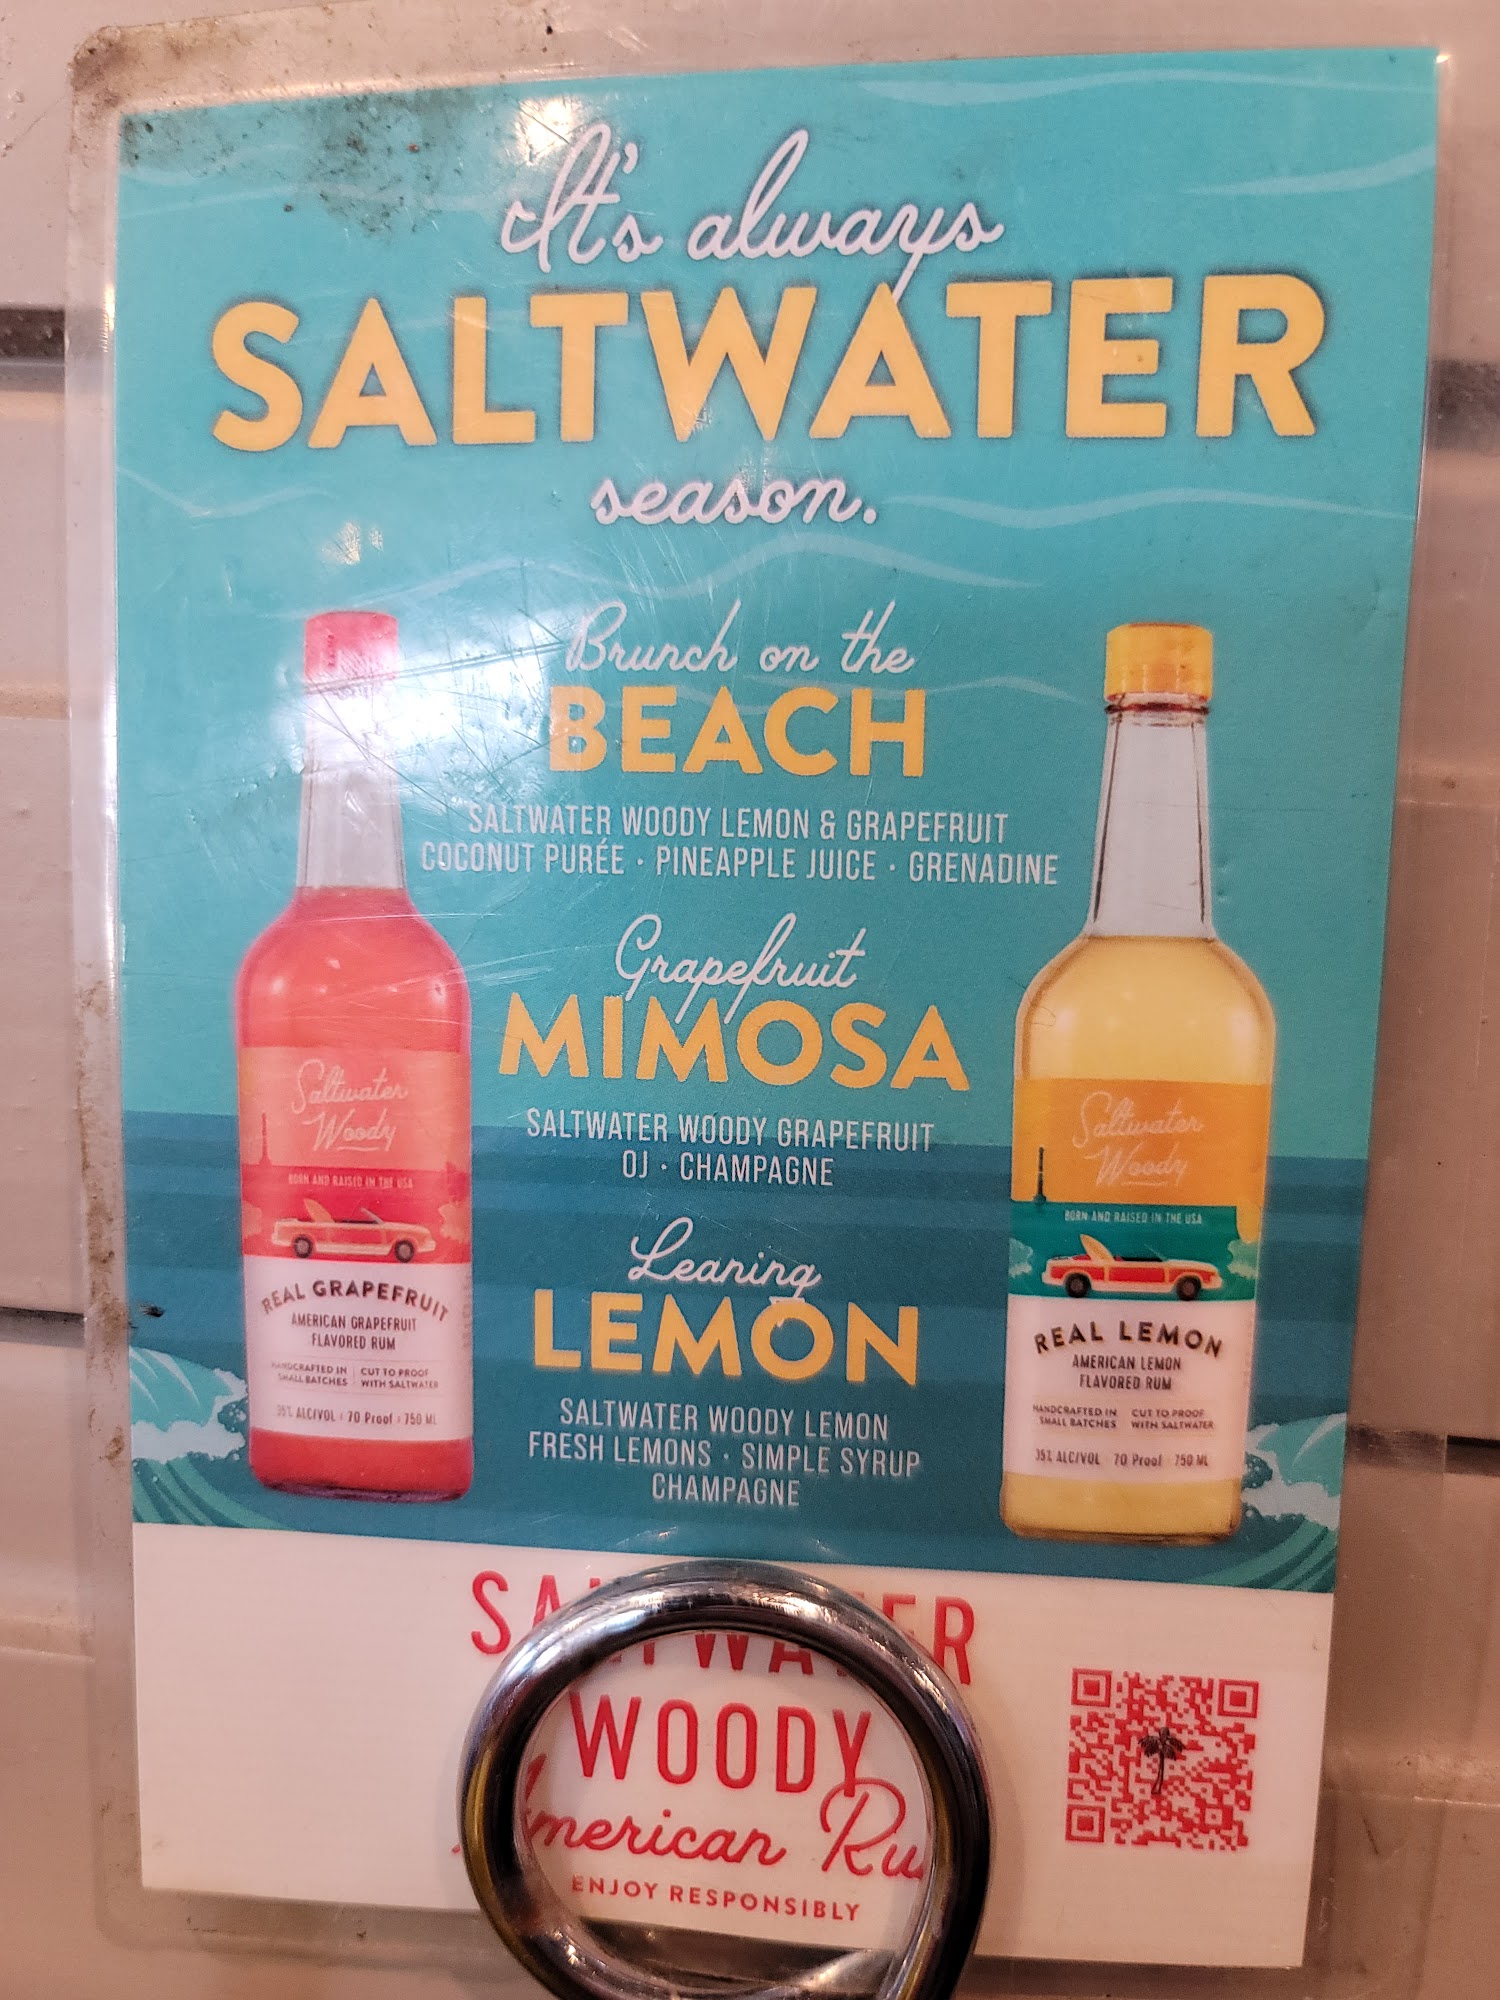 It's always
SALTWATER
season.
Brunch on the
BEACH
SALTWATER WOODY LEMON & GRAPEFRUIT
COCONUT PURÉE · PINEAPPLE JUICE · GRENADINE
Grapefruit
MIMOSA
SALTWATER WOODY GRAPEFRUIT
OJ · CHAMPAGNE
Leaning
LEMON
SALTWATER WOODY LEMON
FRESH LEMONS · SIMPLE SYRUP
CHAMPAGNE
Saltwater
Woody
BORN AND RAISED IN THE USA
REAL GRAPEFRUIT
AMERICAN GRAPEFRUIT
FLAVORED RUM
HANDCRAFTED IN
SMALL BATCHES
CUT TO PROOF
WITH SALTWATER
35% ALC/VOL 70 Proof 750 ML
Saltwater
Woody
BORN AND RAISED IN THE USA
REAL LEMON
AMERICAN LEMON
FLAVORED RUM
HANDCRAFTED IN
SMALL BATCHES
CUT TO PROOF
WITH SALTWATER
35% ALC/VOL 70 Proof 750 ML
SALTWATER
WOODY
American Ru
ENJOY RESPONSIBLY